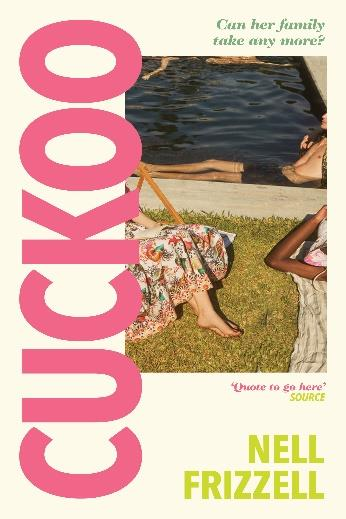 Can her family
take any more?
CUCKOO
'Quote to go here'
SOURCE
NELL
FRIZZELL